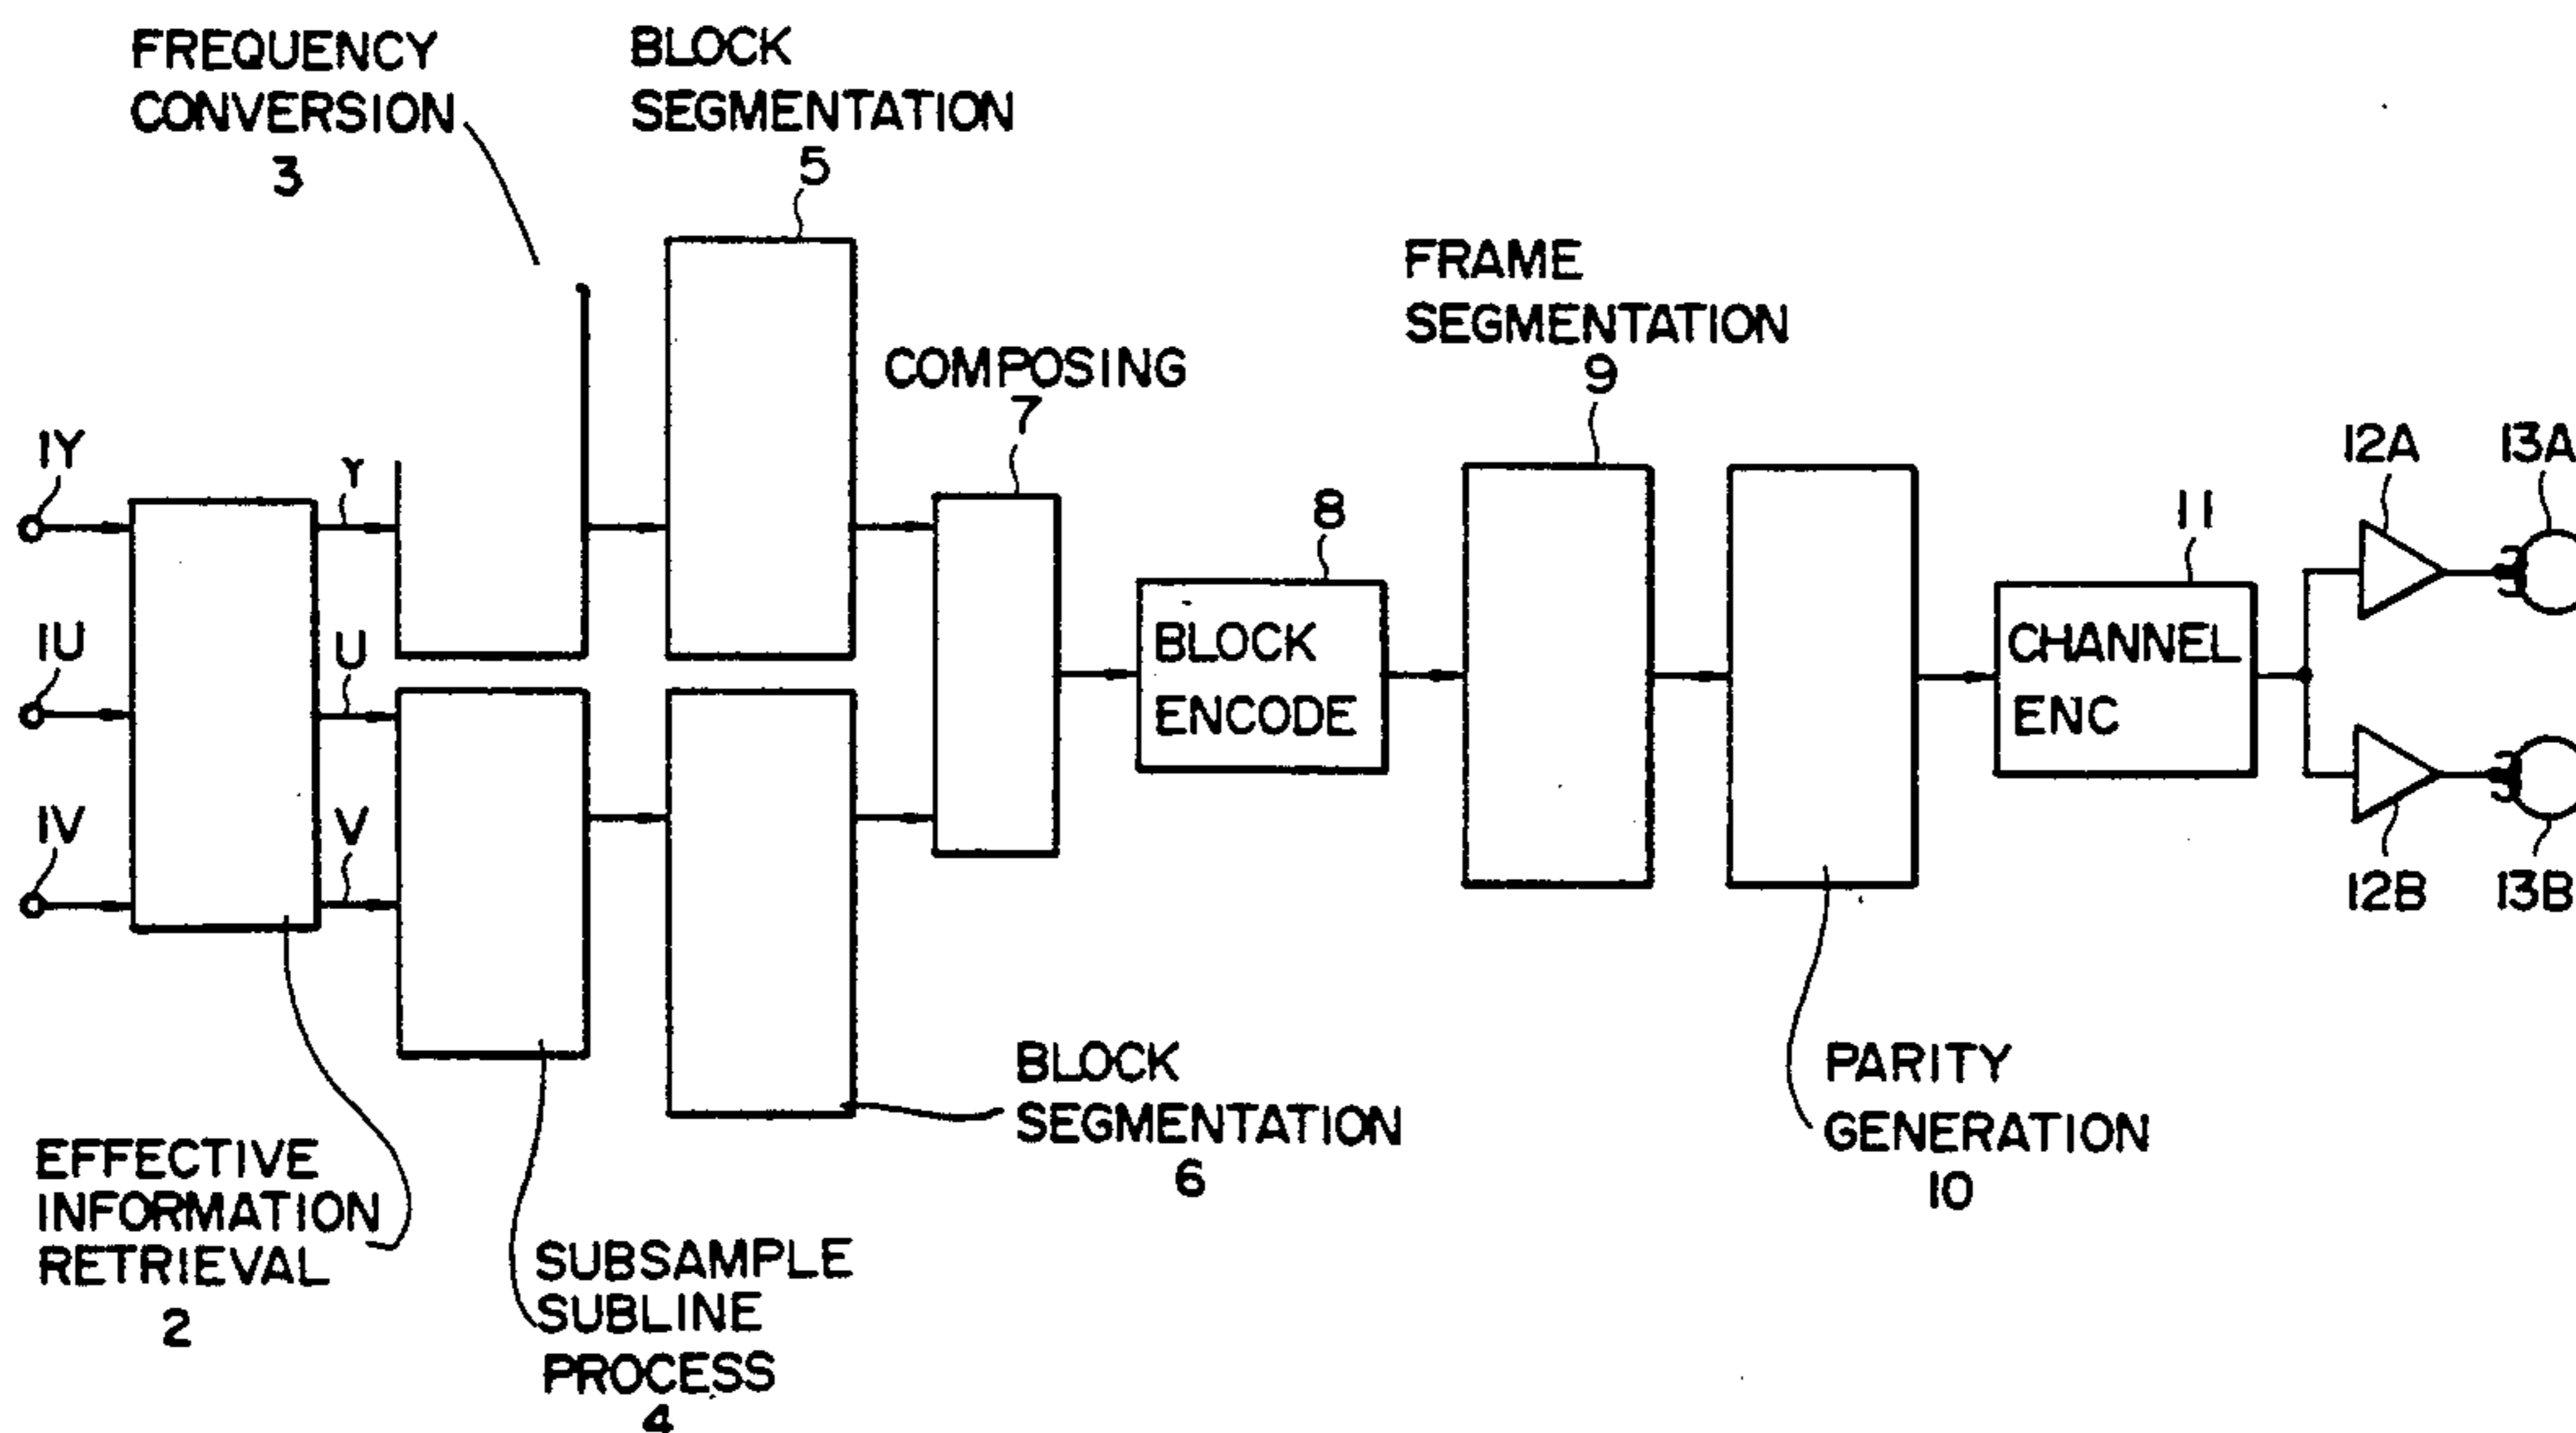 FREQUENCY
CONVERSION
3
BLOCK
SEGMENTATION
5
FRAME
SEGMENTATION
9
COMPOSING
7
1Y
Y
8
11
12A
13A
1U
U
BLOCK
ENCODE
CHANNEL
ENC
1V
V
12B
13B
BLOCK
SEGMENTATION
6
PARITY
GENERATION
10
EFFECTIVE
INFORMATION
RETRIEVAL
2
SUBSAMPLE
SUBLINE
PROCESS
4